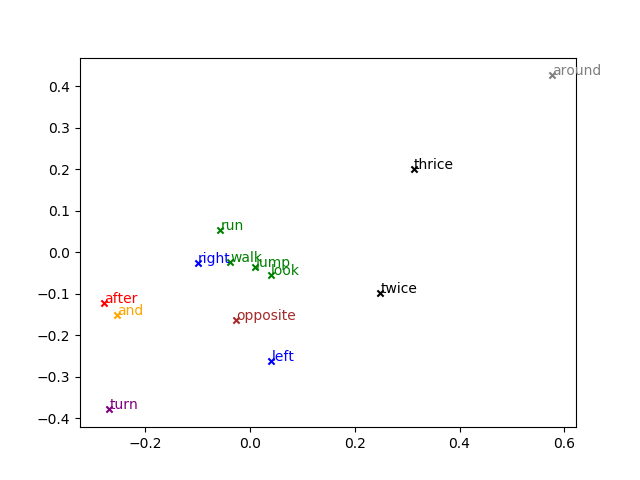 around
0.4
0.3
thrice
0.2
0.1
run
0.0
right
walk
jump
look
−0.1
after
twice
and
opposite
−0.2
left
−0.3
turn
−0.4
−0.2 0.0 0.2 0.4 0.6